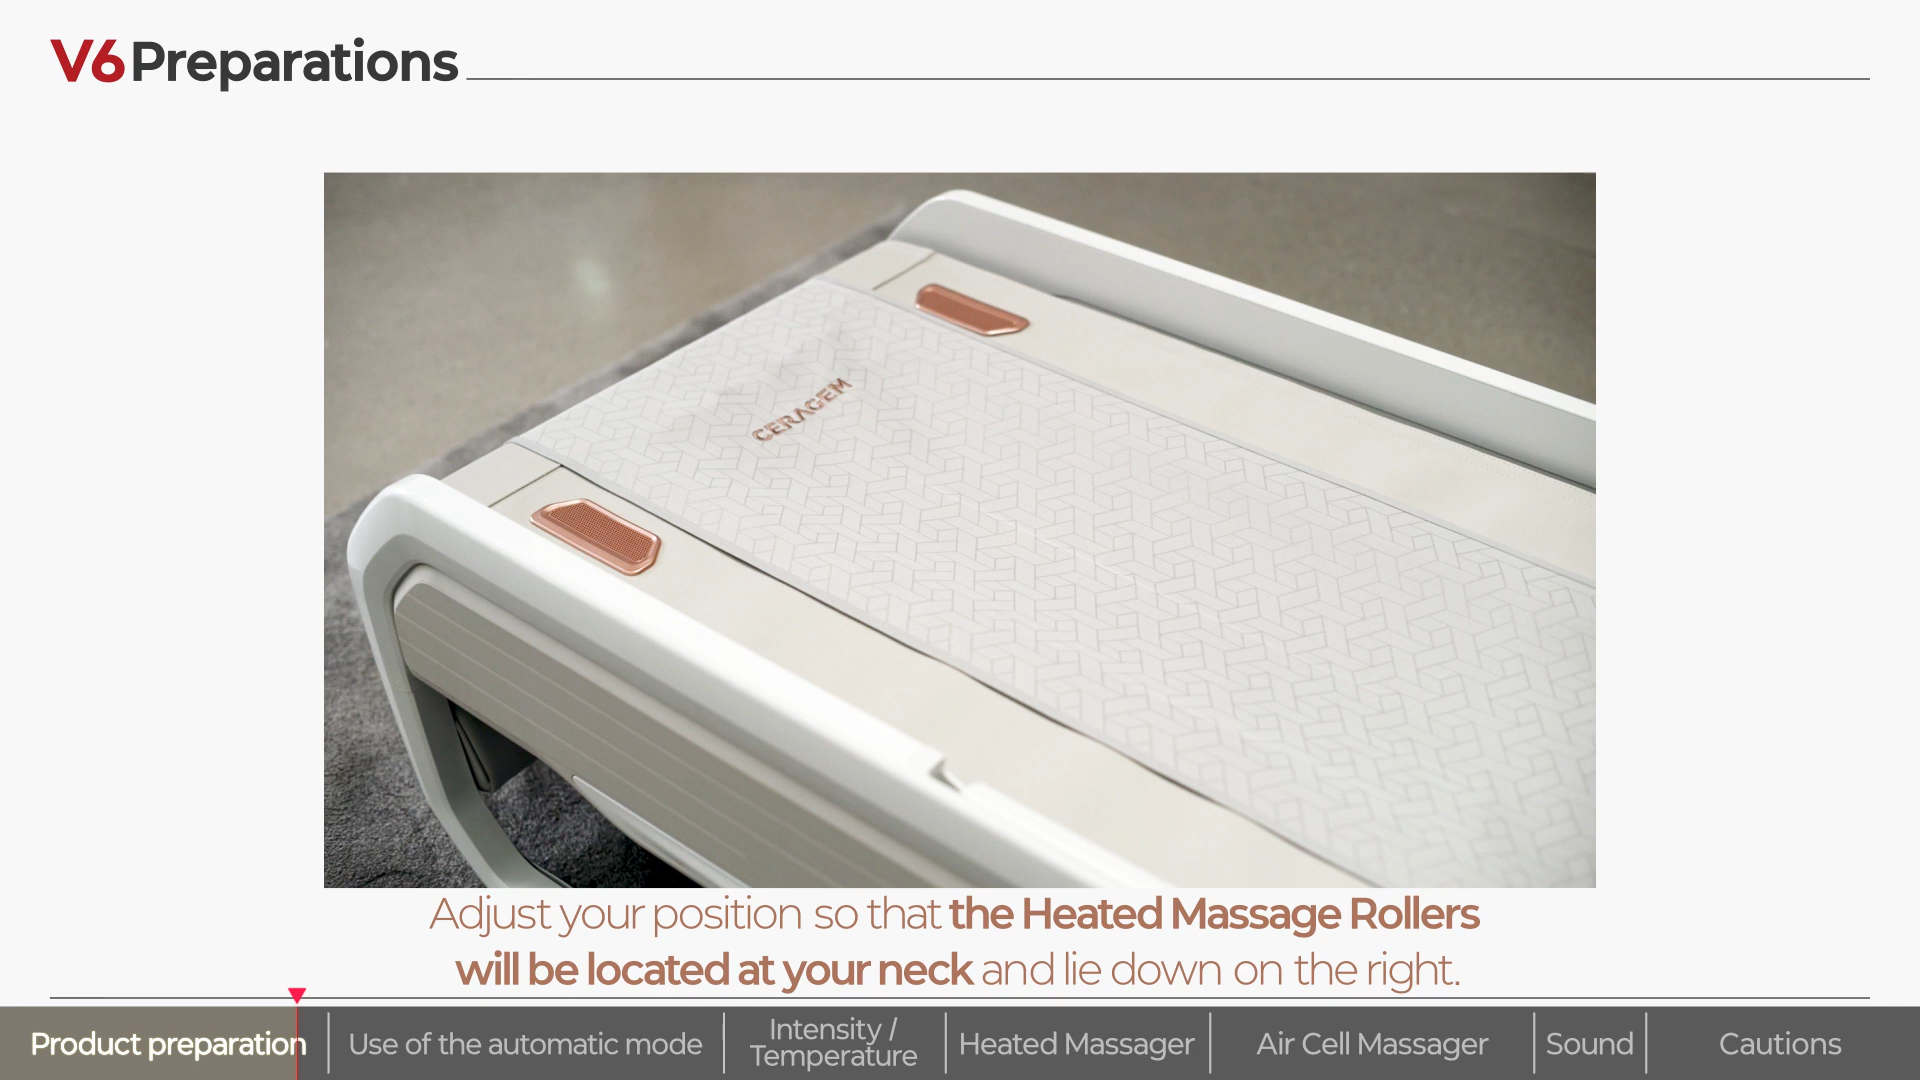 V6 Preparations
CERAGEM
Adjust your position so that the Heated Massage Rollers
will be located at your neck and lie down on the right.
Product preparation
Use of the automatic mode
Intensity /
Temperature
Heated Massager
Air Cell Massager
Sound
Cautions